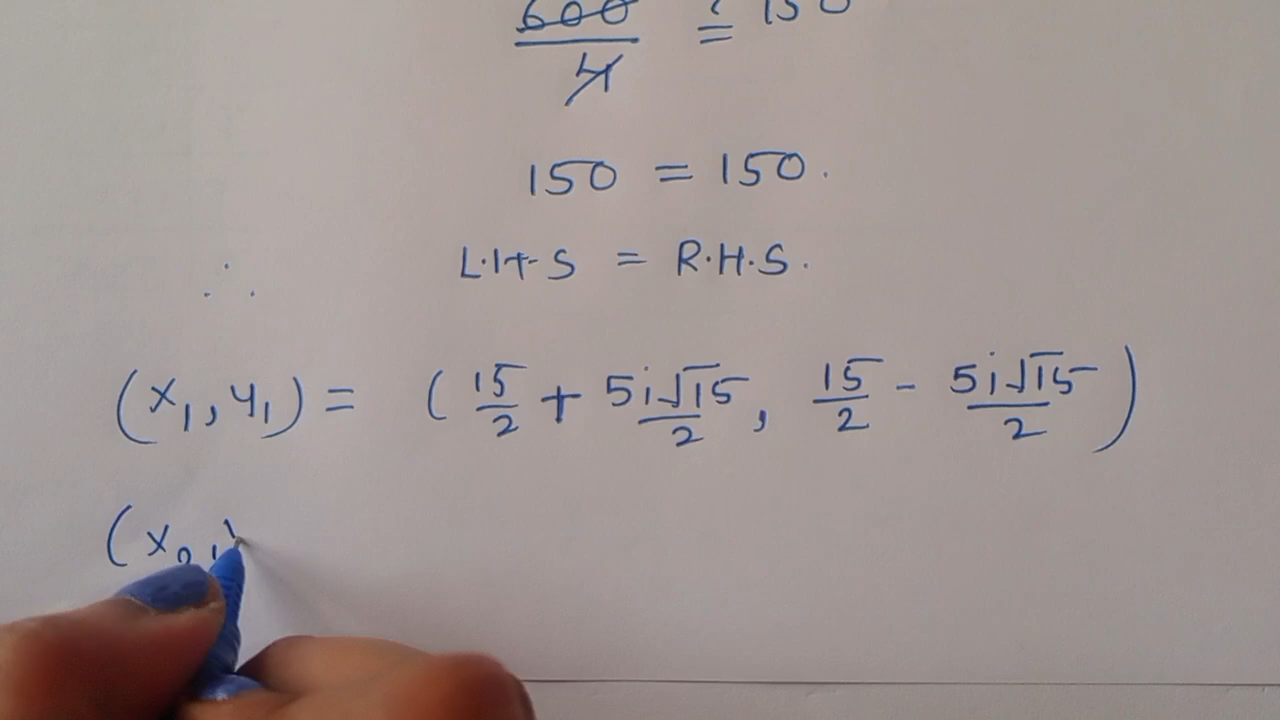 600/4 ≟ 150
150 = 150.
∴ L.H.S = R.H.S.
(x₁, y₁) = (15/2 + 5i√15/2, 15/2 - 5i√15/2)
(x₂,